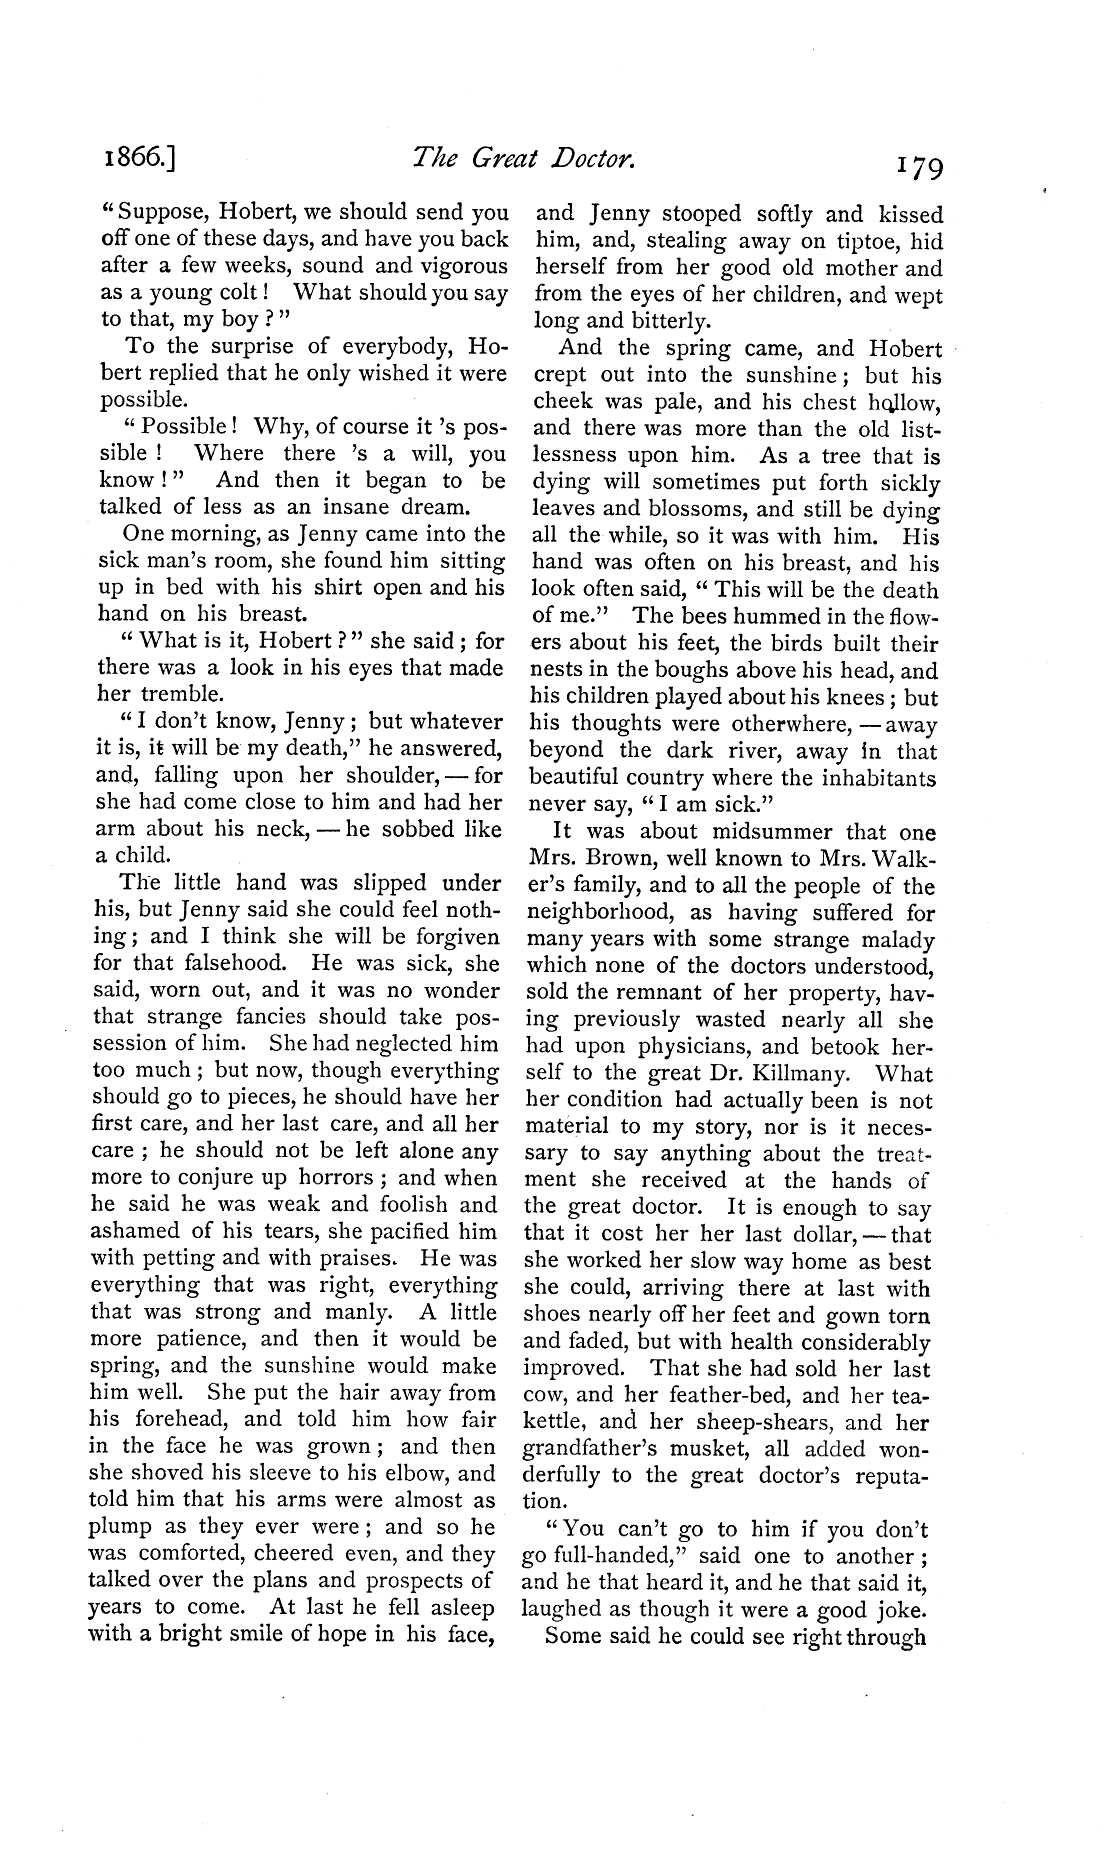 1866.]
The Great Doctor.
179
"Suppose, Hobert, we should send you
off one of these days, and have you back
after a few weeks, sound and vigorous
as a young colt! What should you say
to that, my boy?"
To the surprise of everybody, Ho-
bert replied that he only wished it were
possible.
"Possible! Why, of course it 's pos-
sible! Where there 's a will, you
know!" And then it began to be
talked of less as an insane dream.
One morning, as Jenny came into the
sick man's room, she found him sitting
up in bed with his shirt open and his
hand on his breast.
"What is it, Hobert?" she said; for
there was a look in his eyes that made
her tremble.
"I don't know, Jenny; but whatever
it is, it will be my death," he answered,
and, falling upon her shoulder, — for
she had come close to him and had her
arm about his neck, — he sobbed like
a child.
The little hand was slipped under
his, but Jenny said she could feel noth-
ing; and I think she will be forgiven
for that falsehood. He was sick, she
said, worn out, and it was no wonder
that strange fancies should take pos-
session of him. She had neglected him
too much; but now, though everything
should go to pieces, he should have her
first care, and her last care, and all her
care; he should not be left alone any
more to conjure up horrors; and when
he said he was weak and foolish and
ashamed of his tears, she pacified him
with petting and with praises. He was
everything that was right, everything
that was strong and manly. A little
more patience, and then it would be
spring, and the sunshine would make
him well. She put the hair away from
his forehead, and told him how fair
in the face he was grown; and then
she shoved his sleeve to his elbow, and
told him that his arms were almost as
plump as they ever were; and so he
was comforted, cheered even, and they
talked over the plans and prospects of
years to come. At last he fell asleep
with a bright smile of hope in his face,
and Jenny stooped softly and kissed
him, and, stealing away on tiptoe, hid
herself from her good old mother and
from the eyes of her children, and wept
long and bitterly.
And the spring came, and Hobert
crept out into the sunshine; but his
cheek was pale, and his chest hollow,
and there was more than the old list-
lessness upon him. As a tree that is
dying will sometimes put forth sickly
leaves and blossoms, and still be dying
all the while, so it was with him. His
hand was often on his breast, and his
look often said, "This will be the death
of me." The bees hummed in the flow-
ers about his feet, the birds built their
nests in the boughs above his head, and
his children played about his knees; but
his thoughts were otherwhere, — away
beyond the dark river, away in that
beautiful country where the inhabitants
never say, "I am sick."
It was about midsummer that one
Mrs. Brown, well known to Mrs. Walk-
er's family, and to all the people of the
neighborhood, as having suffered for
many years with some strange malady
which none of the doctors understood,
sold the remnant of her property, hav-
ing previously wasted nearly all she
had upon physicians, and betook her-
self to the great Dr. Killmany. What
her condition had actually been is not
material to my story, nor is it neces-
sary to say anything about the treat-
ment she received at the hands of
the great doctor. It is enough to say
that it cost her her last dollar, — that
she worked her slow way home as best
she could, arriving there at last with
shoes nearly off her feet and gown torn
and faded, but with health considerably
improved. That she had sold her last
cow, and her feather-bed, and her tea-
kettle, and her sheep-shears, and her
grandfather's musket, all added won-
derfully to the great doctor's reputa-
tion.
"You can't go to him if you don't
go full-handed," said one to another;
and he that heard it, and he that said it,
laughed as though it were a good joke.
Some said he could see right through